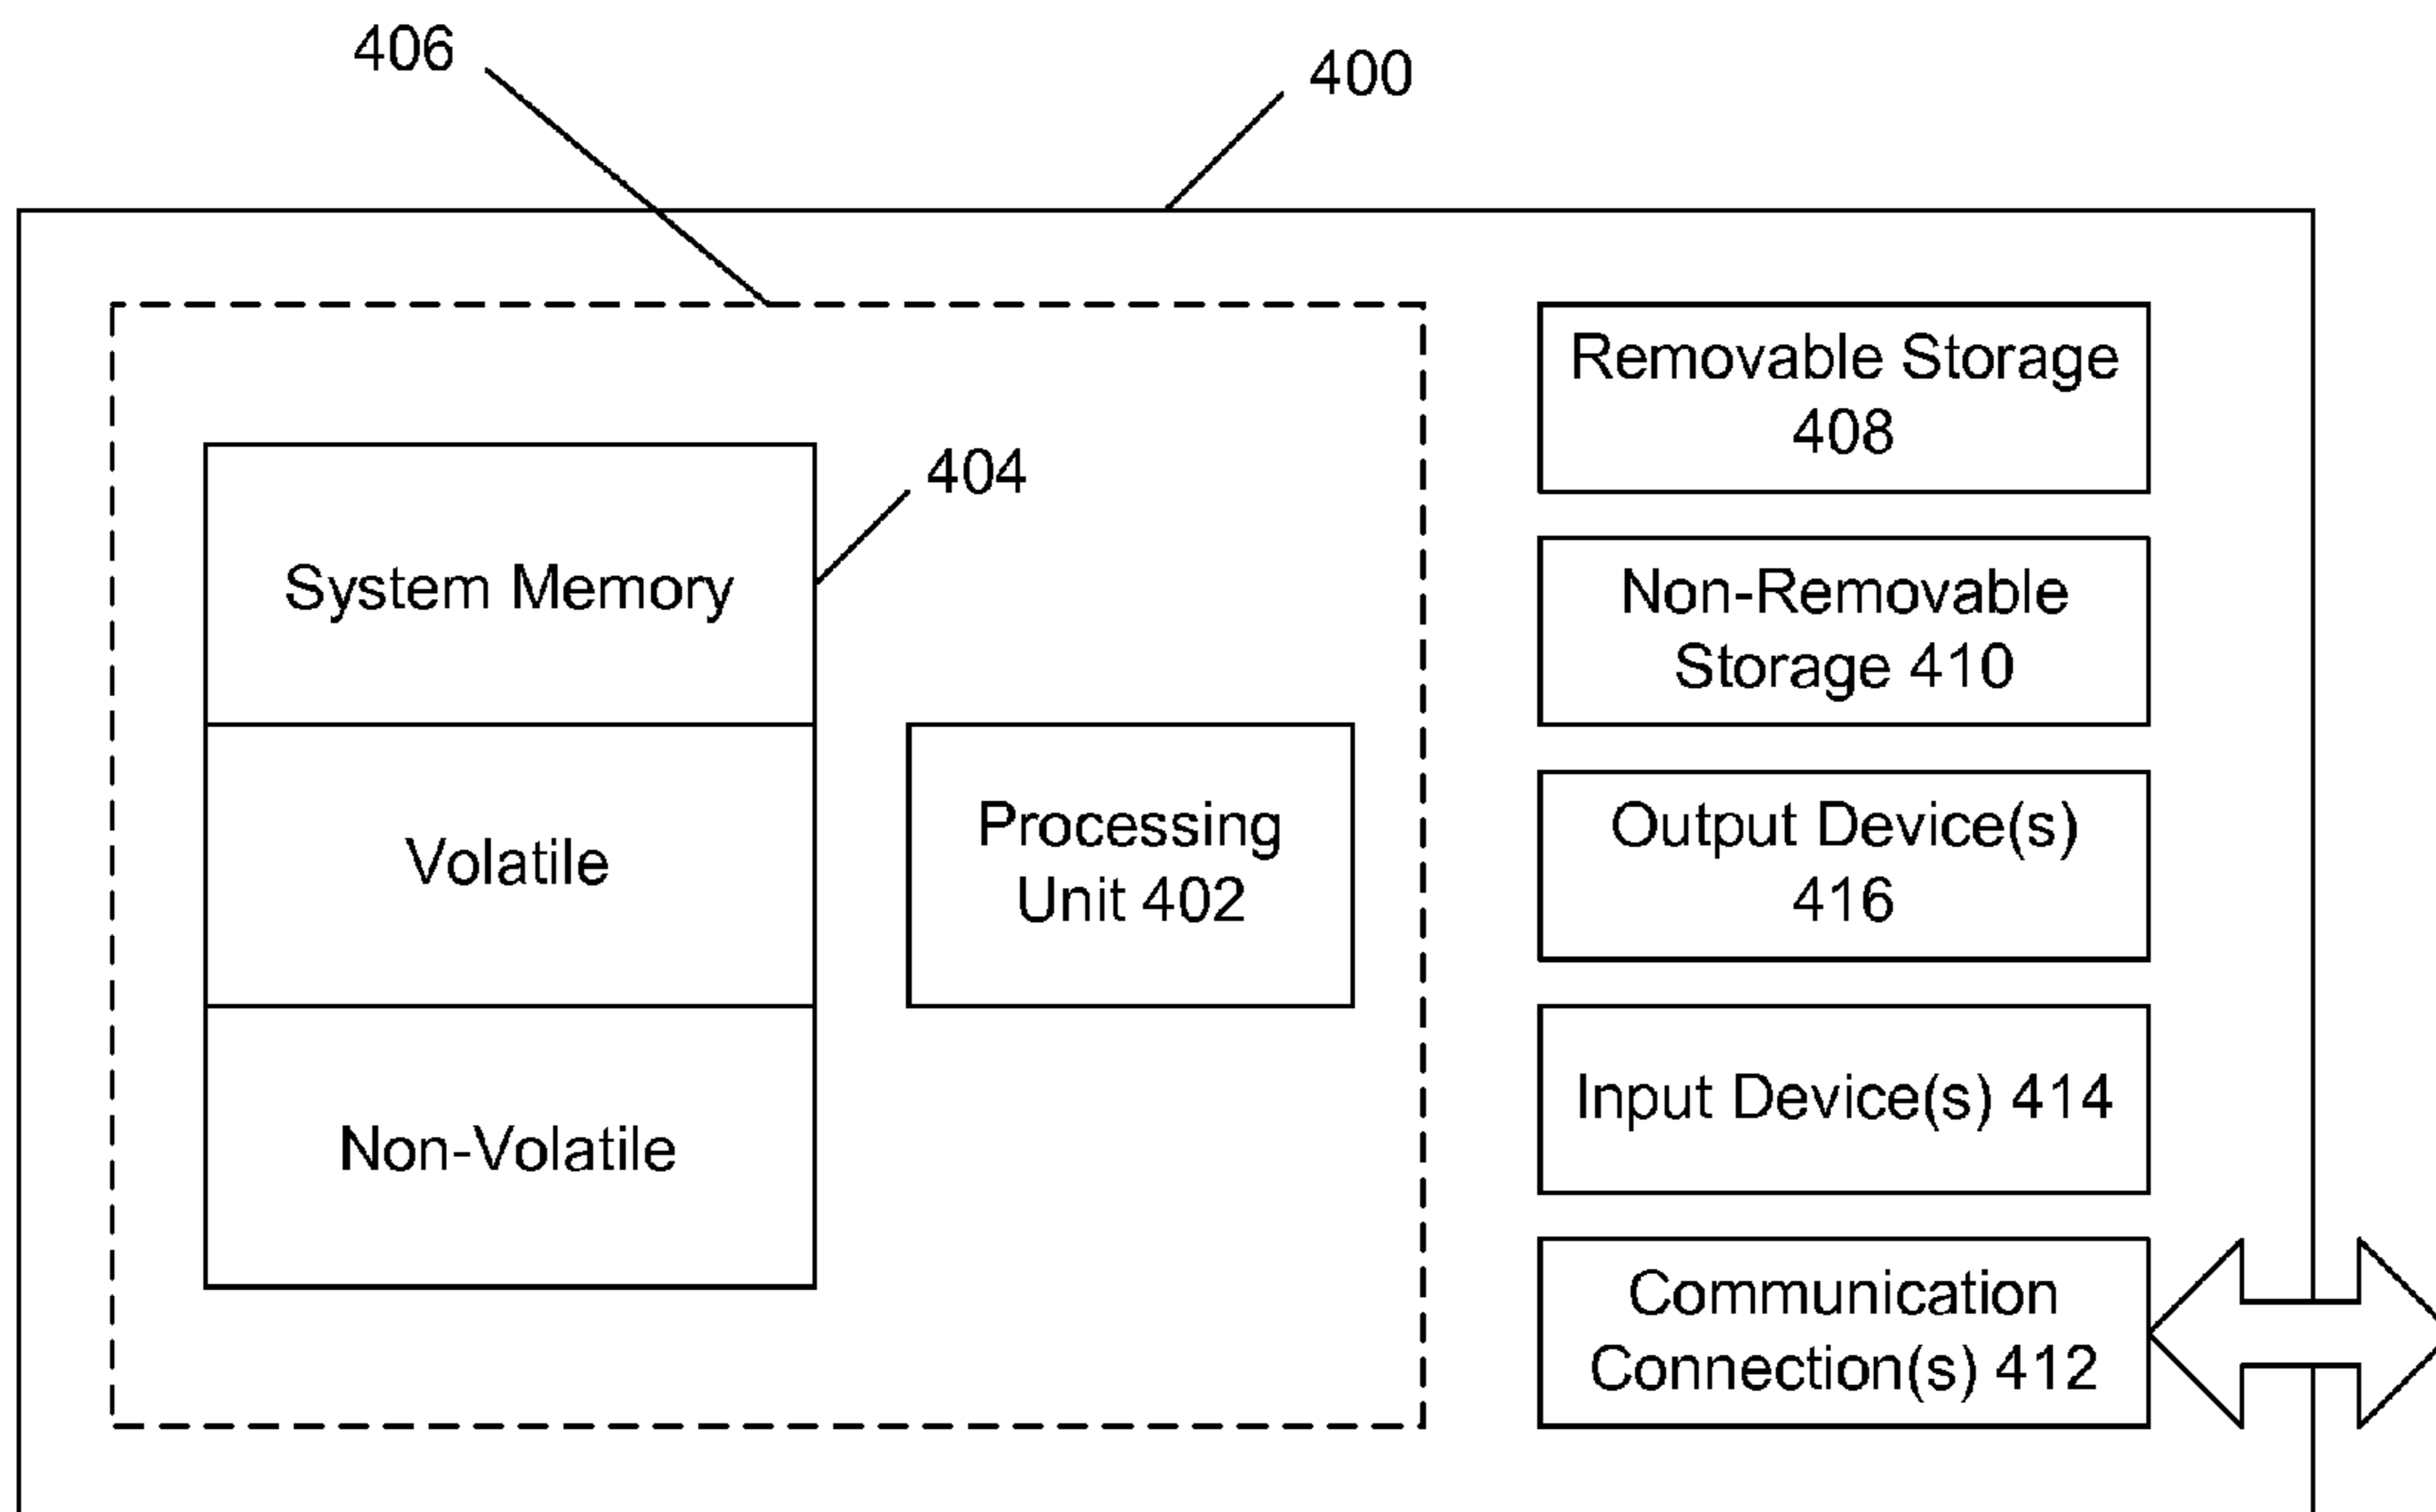 406
400
Removable Storage
408
404
System Memory
Non-Removable
Storage 410
Volatile
Processing
Unit 402
Output Device(s)
416
Non-Volatile
Input Device(s) 414
Communication
Connection(s) 412